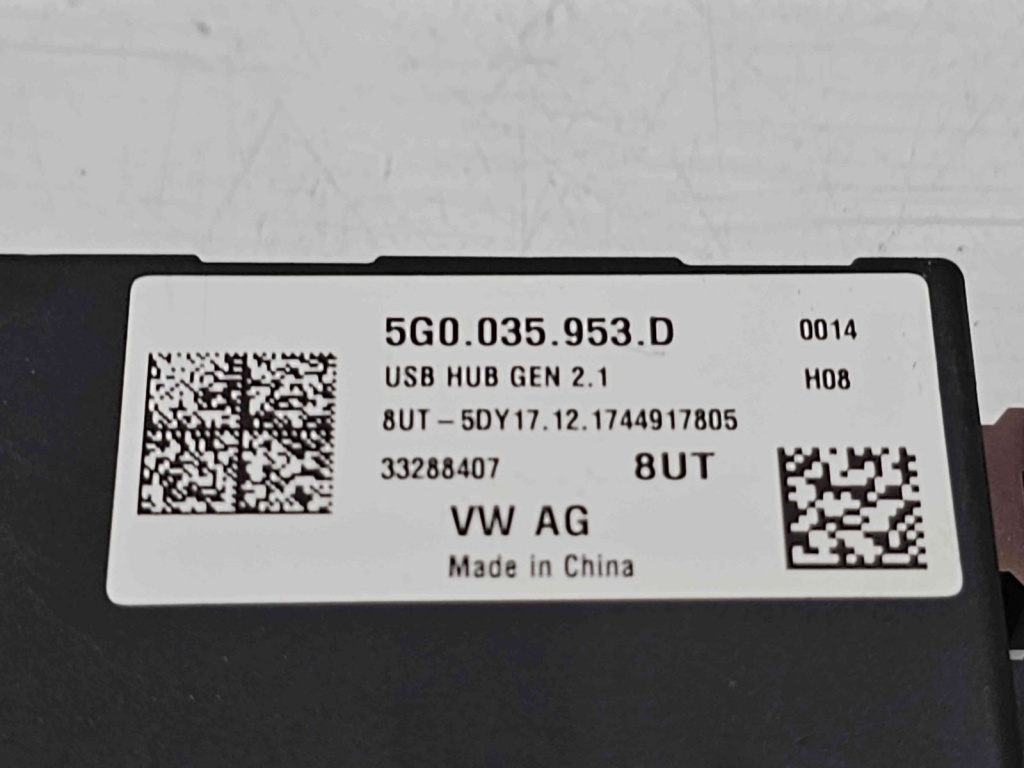 5G0.035.953.D 0014
USB HUB GEN 2.1 H08
8UT-5DY17.12.1744917805
33288407 8UT
VW AG
Made in China